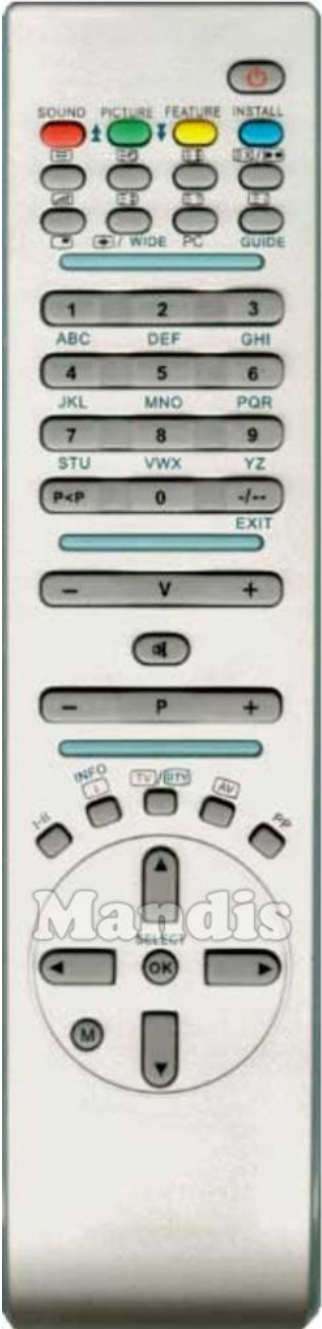 SOUND PICTURE FEATURE INSTALL
WIDE PC GUIDE
1 2 3
ABC DEF GHI
4 5 6
JKL MNO PQR
7 8 9
STU VWX YZ
P<P 0 -/--
EXIT
- V +
- P +
I-II INFO i TV/DTV AV PP
Mandis
SELECT
OK
M